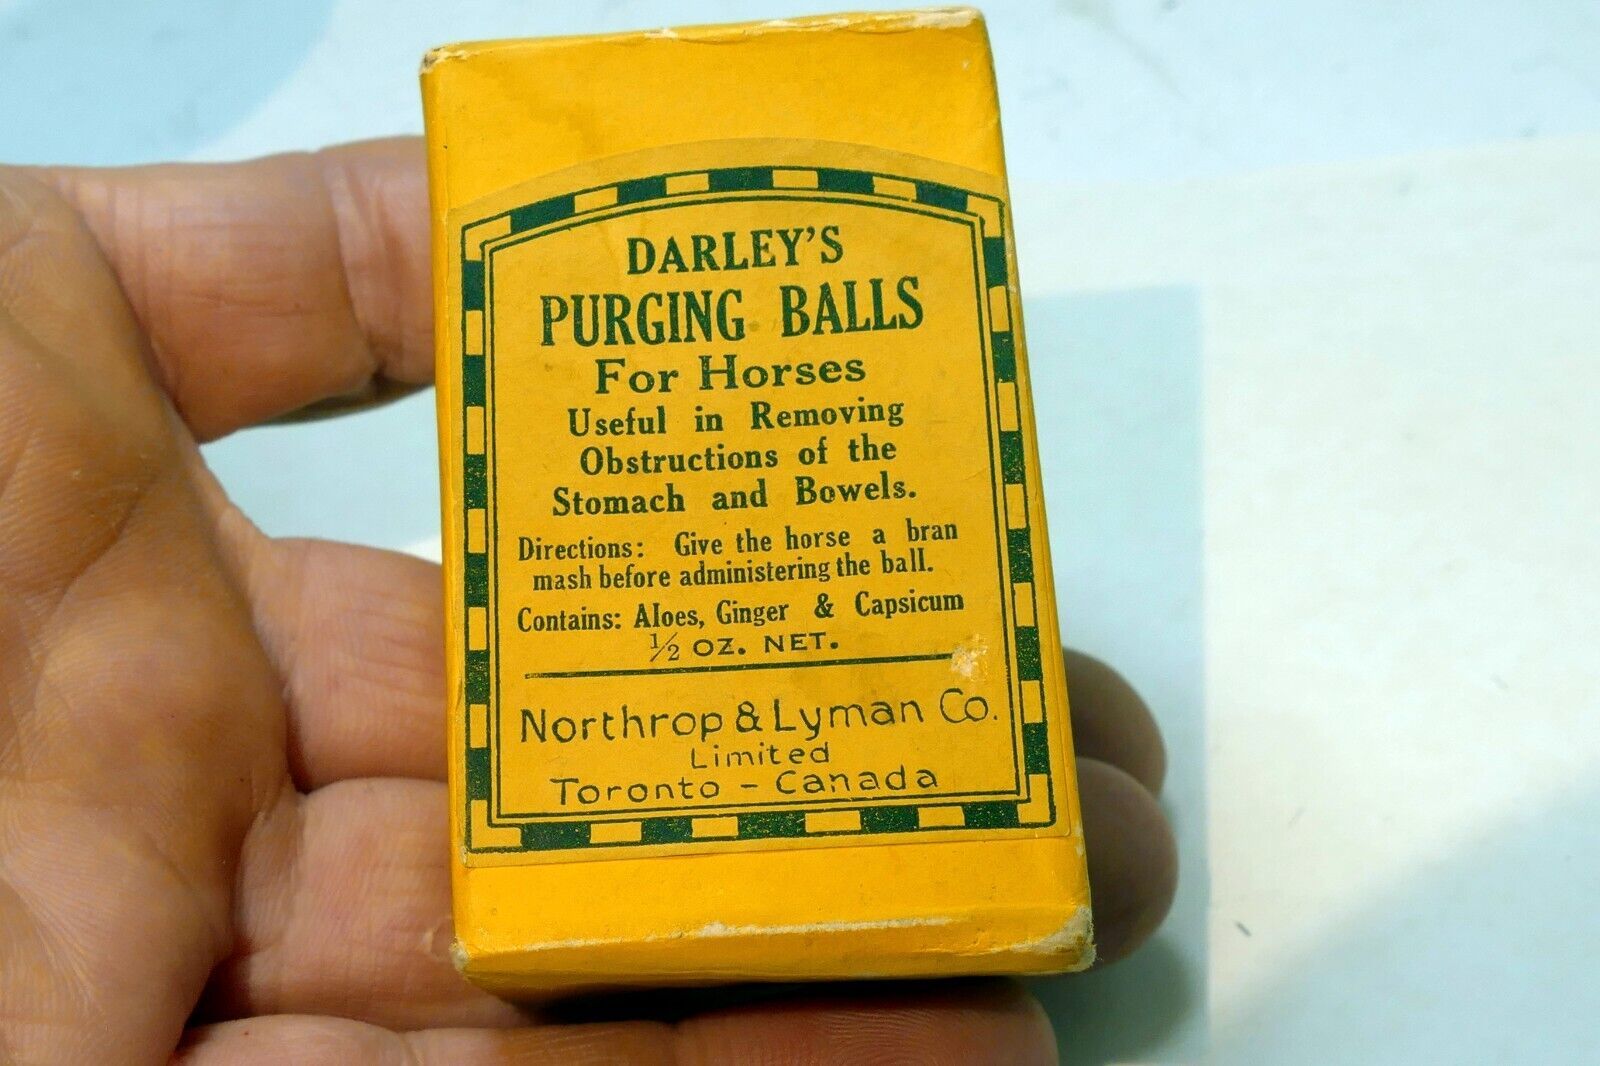 DARLEY'S
PURGING BALLS
For Horses
Useful in Removing
Obstructions of the
Stomach and Bowels.
Directions: Give the horse a bran
mash before administering the ball.
Contains: Aloes, Ginger & Capsicum
½ OZ. NET.
Northrop & Lyman Co.
Limited
Toronto - Canada